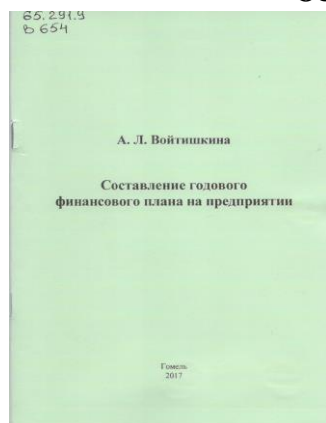 65.291.9
В 654
А. Л. Войтишкина
Составление годового
финансового плана на предприятии
Гомель
2017